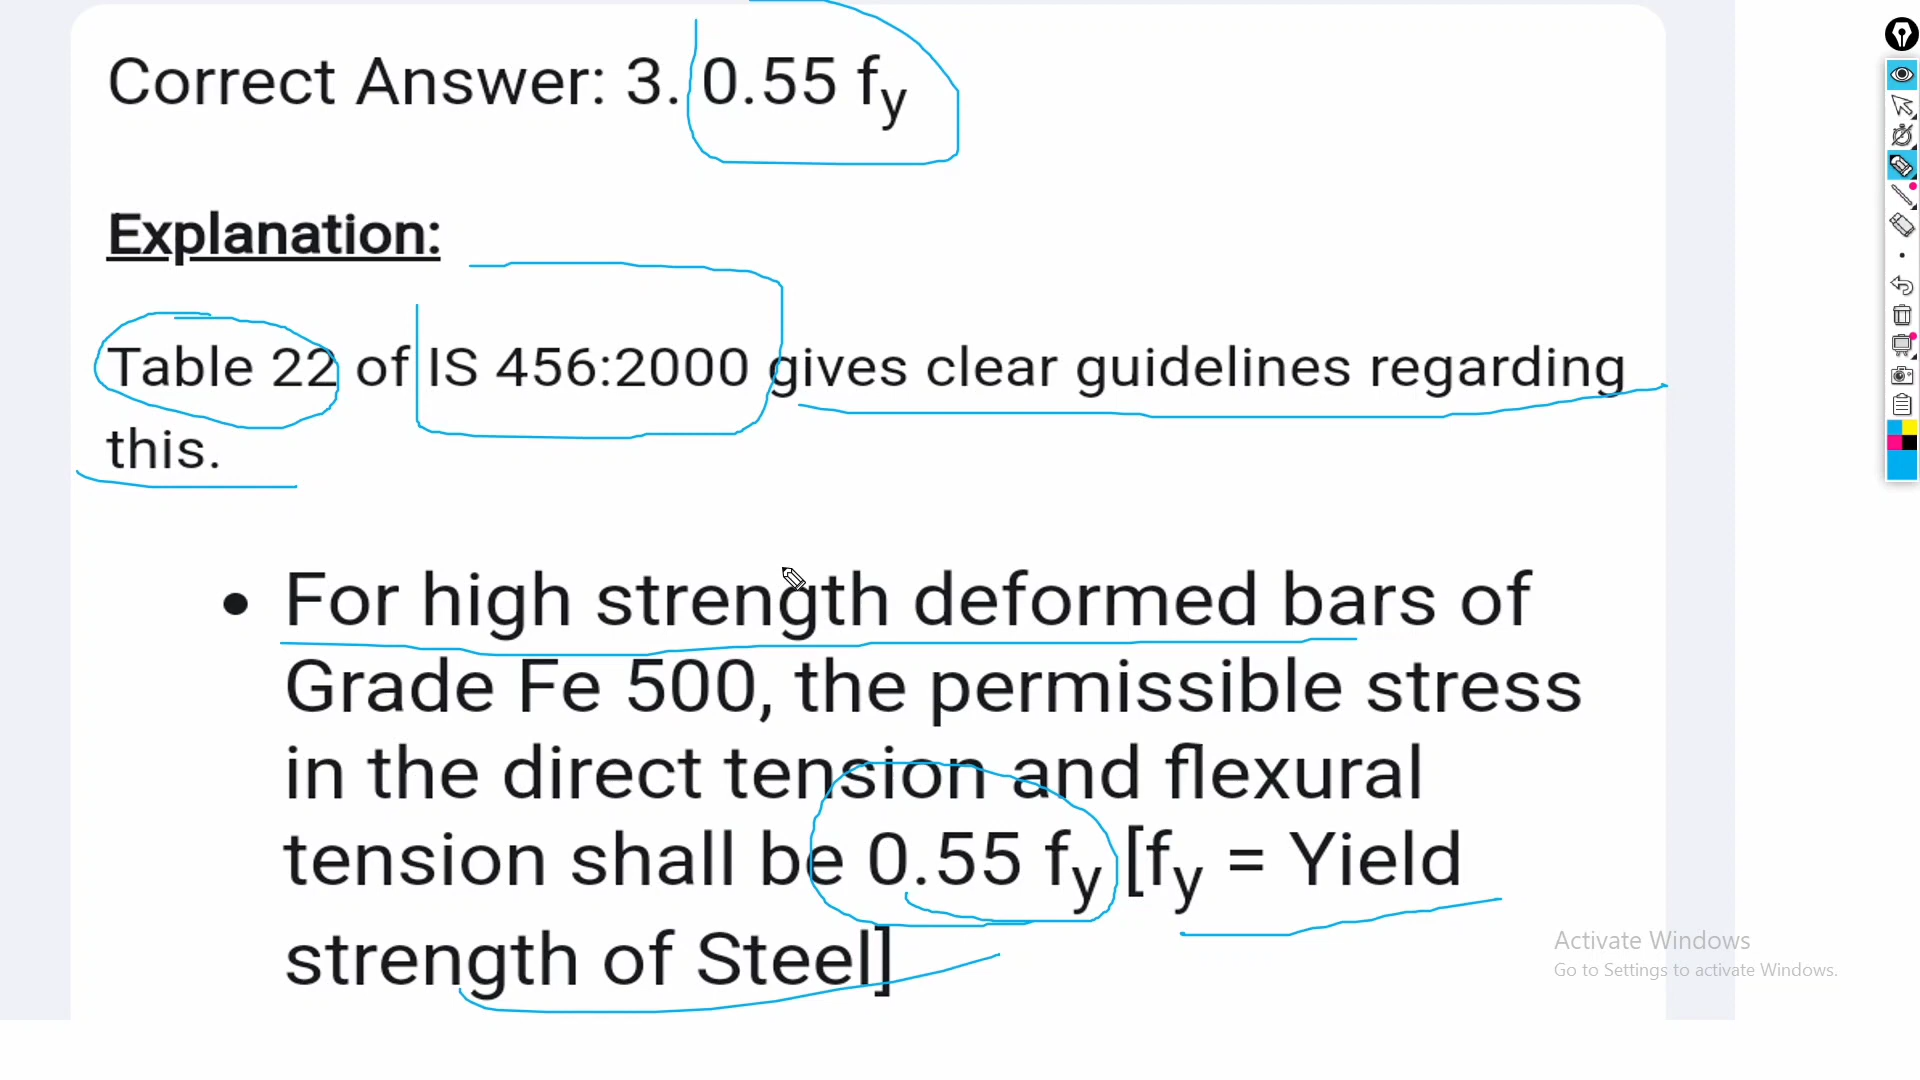 Correct Answer: 3. 0.55 fy
Explanation:
Table 22 of IS 456:2000 gives clear guidelines regarding
this.
• For high strength deformed bars of
Grade Fe 500, the permissible stress
in the direct tension and flexural
tension shall be 0.55 fy [fy = Yield
strength of Steel]
Activate Windows
Go to Settings to activate Windows.